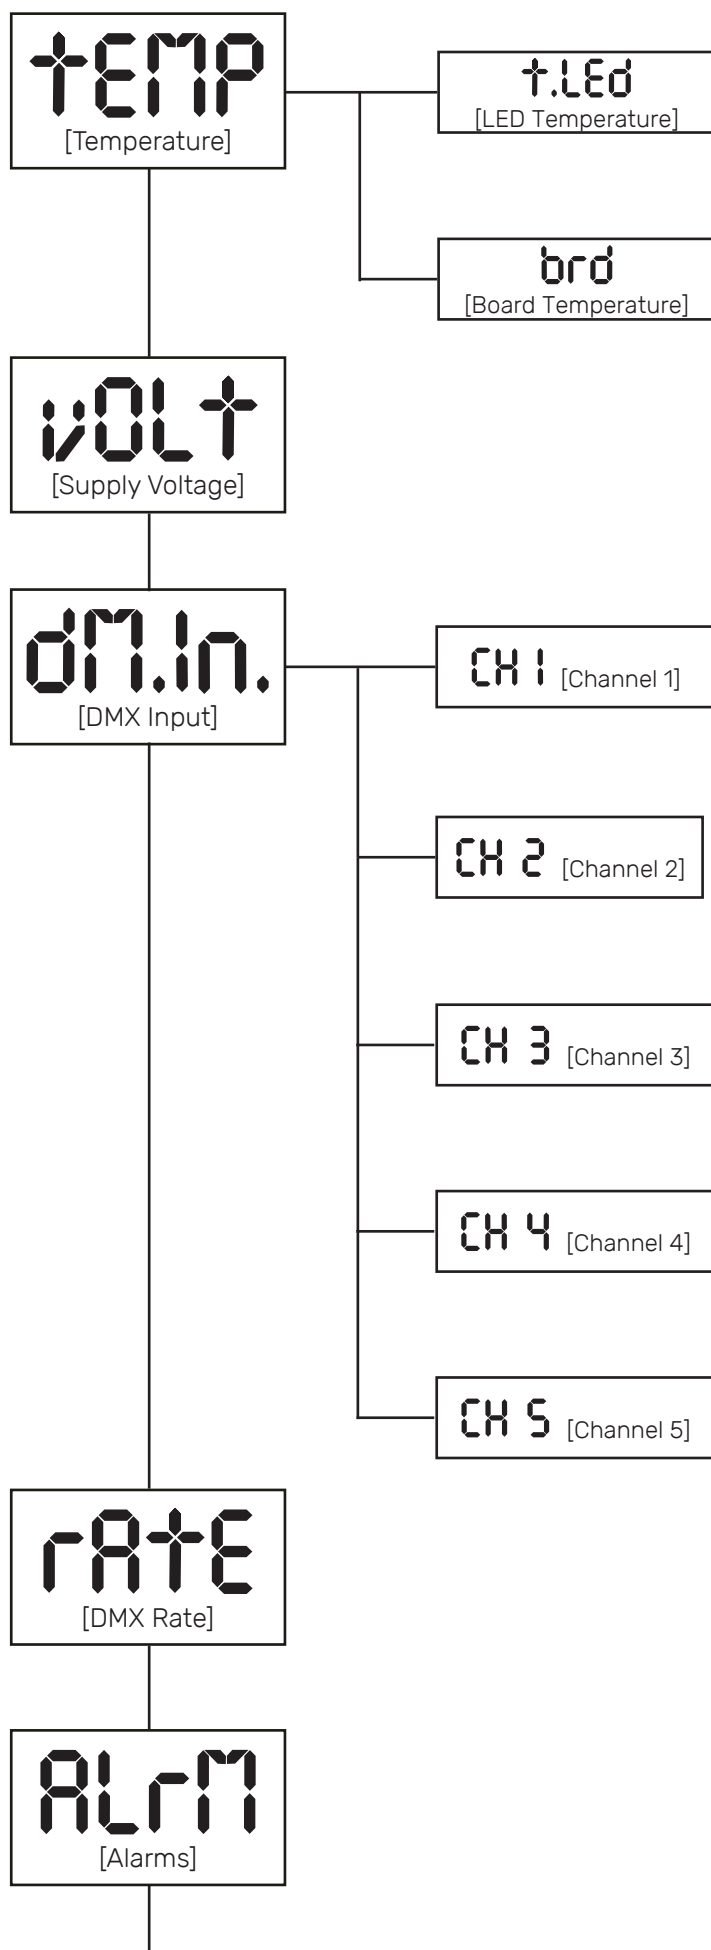 tEMP
[Temperature]
t.LEd
[LED Temperature]
brd
[Board Temperature]
vOLt
[Supply Voltage]
dM.In.
[DMX Input]
CH 1 [Channel 1]
CH 2 [Channel 2]
CH 3 [Channel 3]
CH 4 [Channel 4]
CH 5 [Channel 5]
rAtE
[DMX Rate]
ALrM
[Alarms]